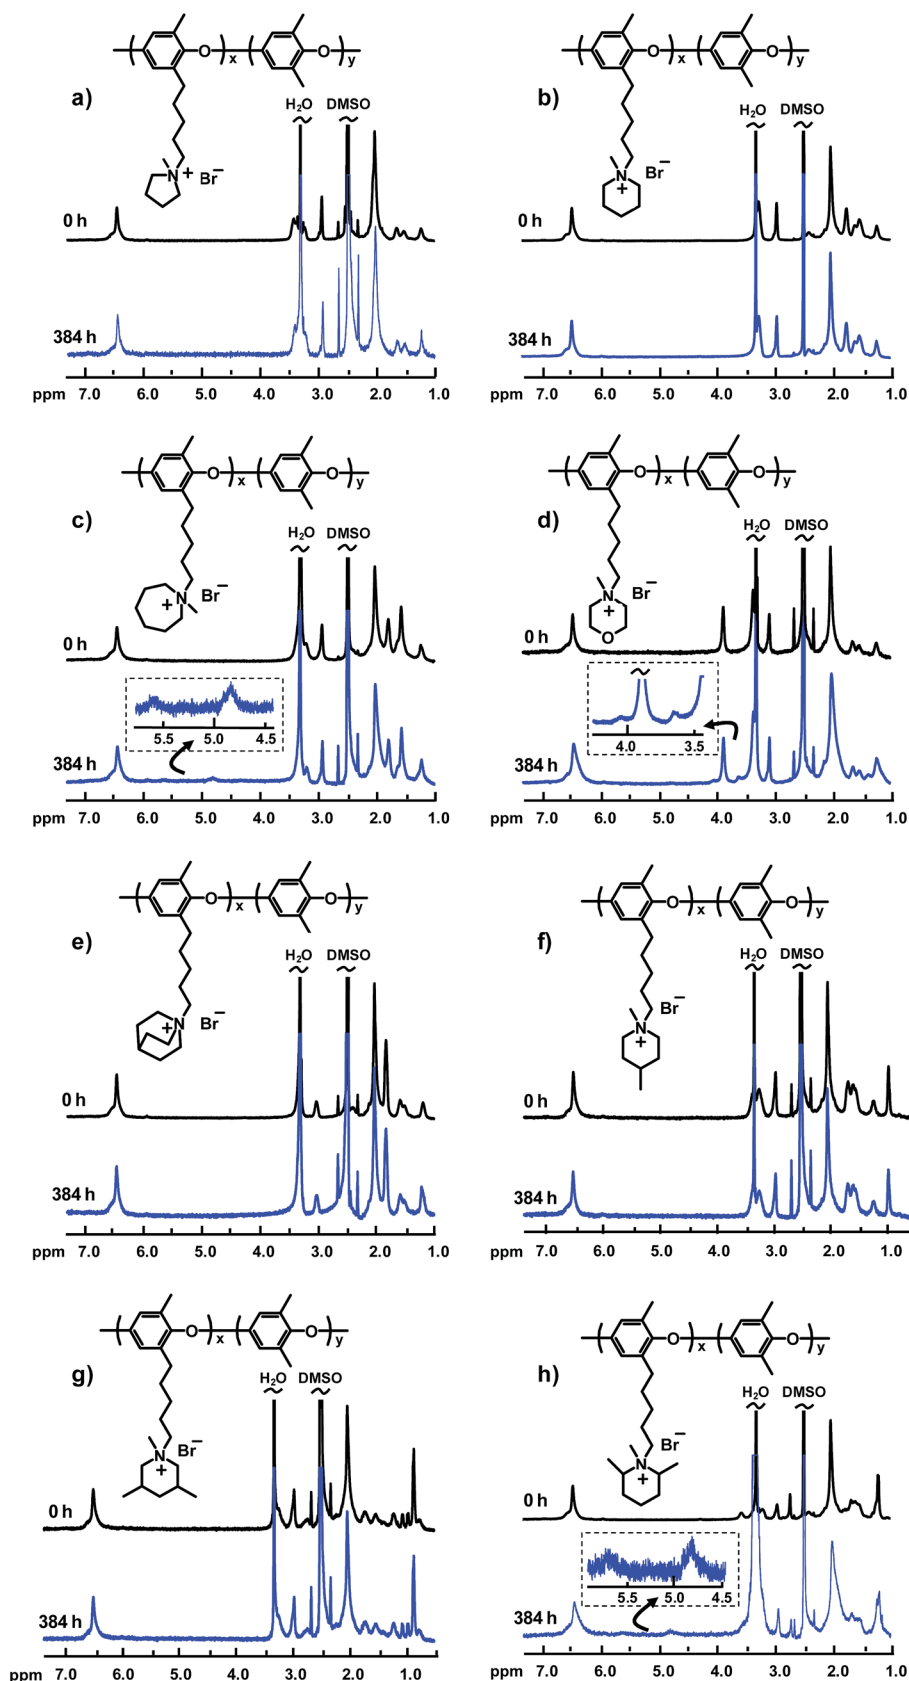 O x y
O x y
a)
b)
H₂O DMSO
H₂O DMSO
N + Br⁻
N + Br⁻
0 h
0 h
384 h
384 h
ppm 7.0 6.0 5.0 4.0 3.0 2.0 1.0
ppm 7.0 6.0 5.0 4.0 3.0 2.0 1.0
O x O y
O x O y
c)
d)
H₂O DMSO
H₂O DMSO
N + Br⁻
N + O Br⁻
0 h
0 h
5.5 5.0 4.5
4.0 3.5
384 h
384 h
ppm 7.0 6.0 5.0 4.0 3.0 2.0 1.0
ppm 7.0 6.0 5.0 4.0 3.0 2.0 1.0
O x O y
O x O y
e)
f)
H₂O DMSO
H₂O DMSO
N + Br⁻
N + Br⁻
0 h
0 h
384 h
384 h
ppm 7.0 6.0 5.0 4.0 3.0 2.0 1.0
ppm 7.0 6.0 5.0 4.0 3.0 2.0 1.0
O x O y
O x O y
g)
h)
H₂O DMSO
H₂O DMSO
N + Br⁻
N + Br⁻
0 h
0 h
5.5 5.0 4.5
384 h
384 h
ppm 7.0 6.0 5.0 4.0 3.0 2.0 1.0 0.5
ppm 7.0 6.0 5.0 4.0 3.0 2.0 1.0